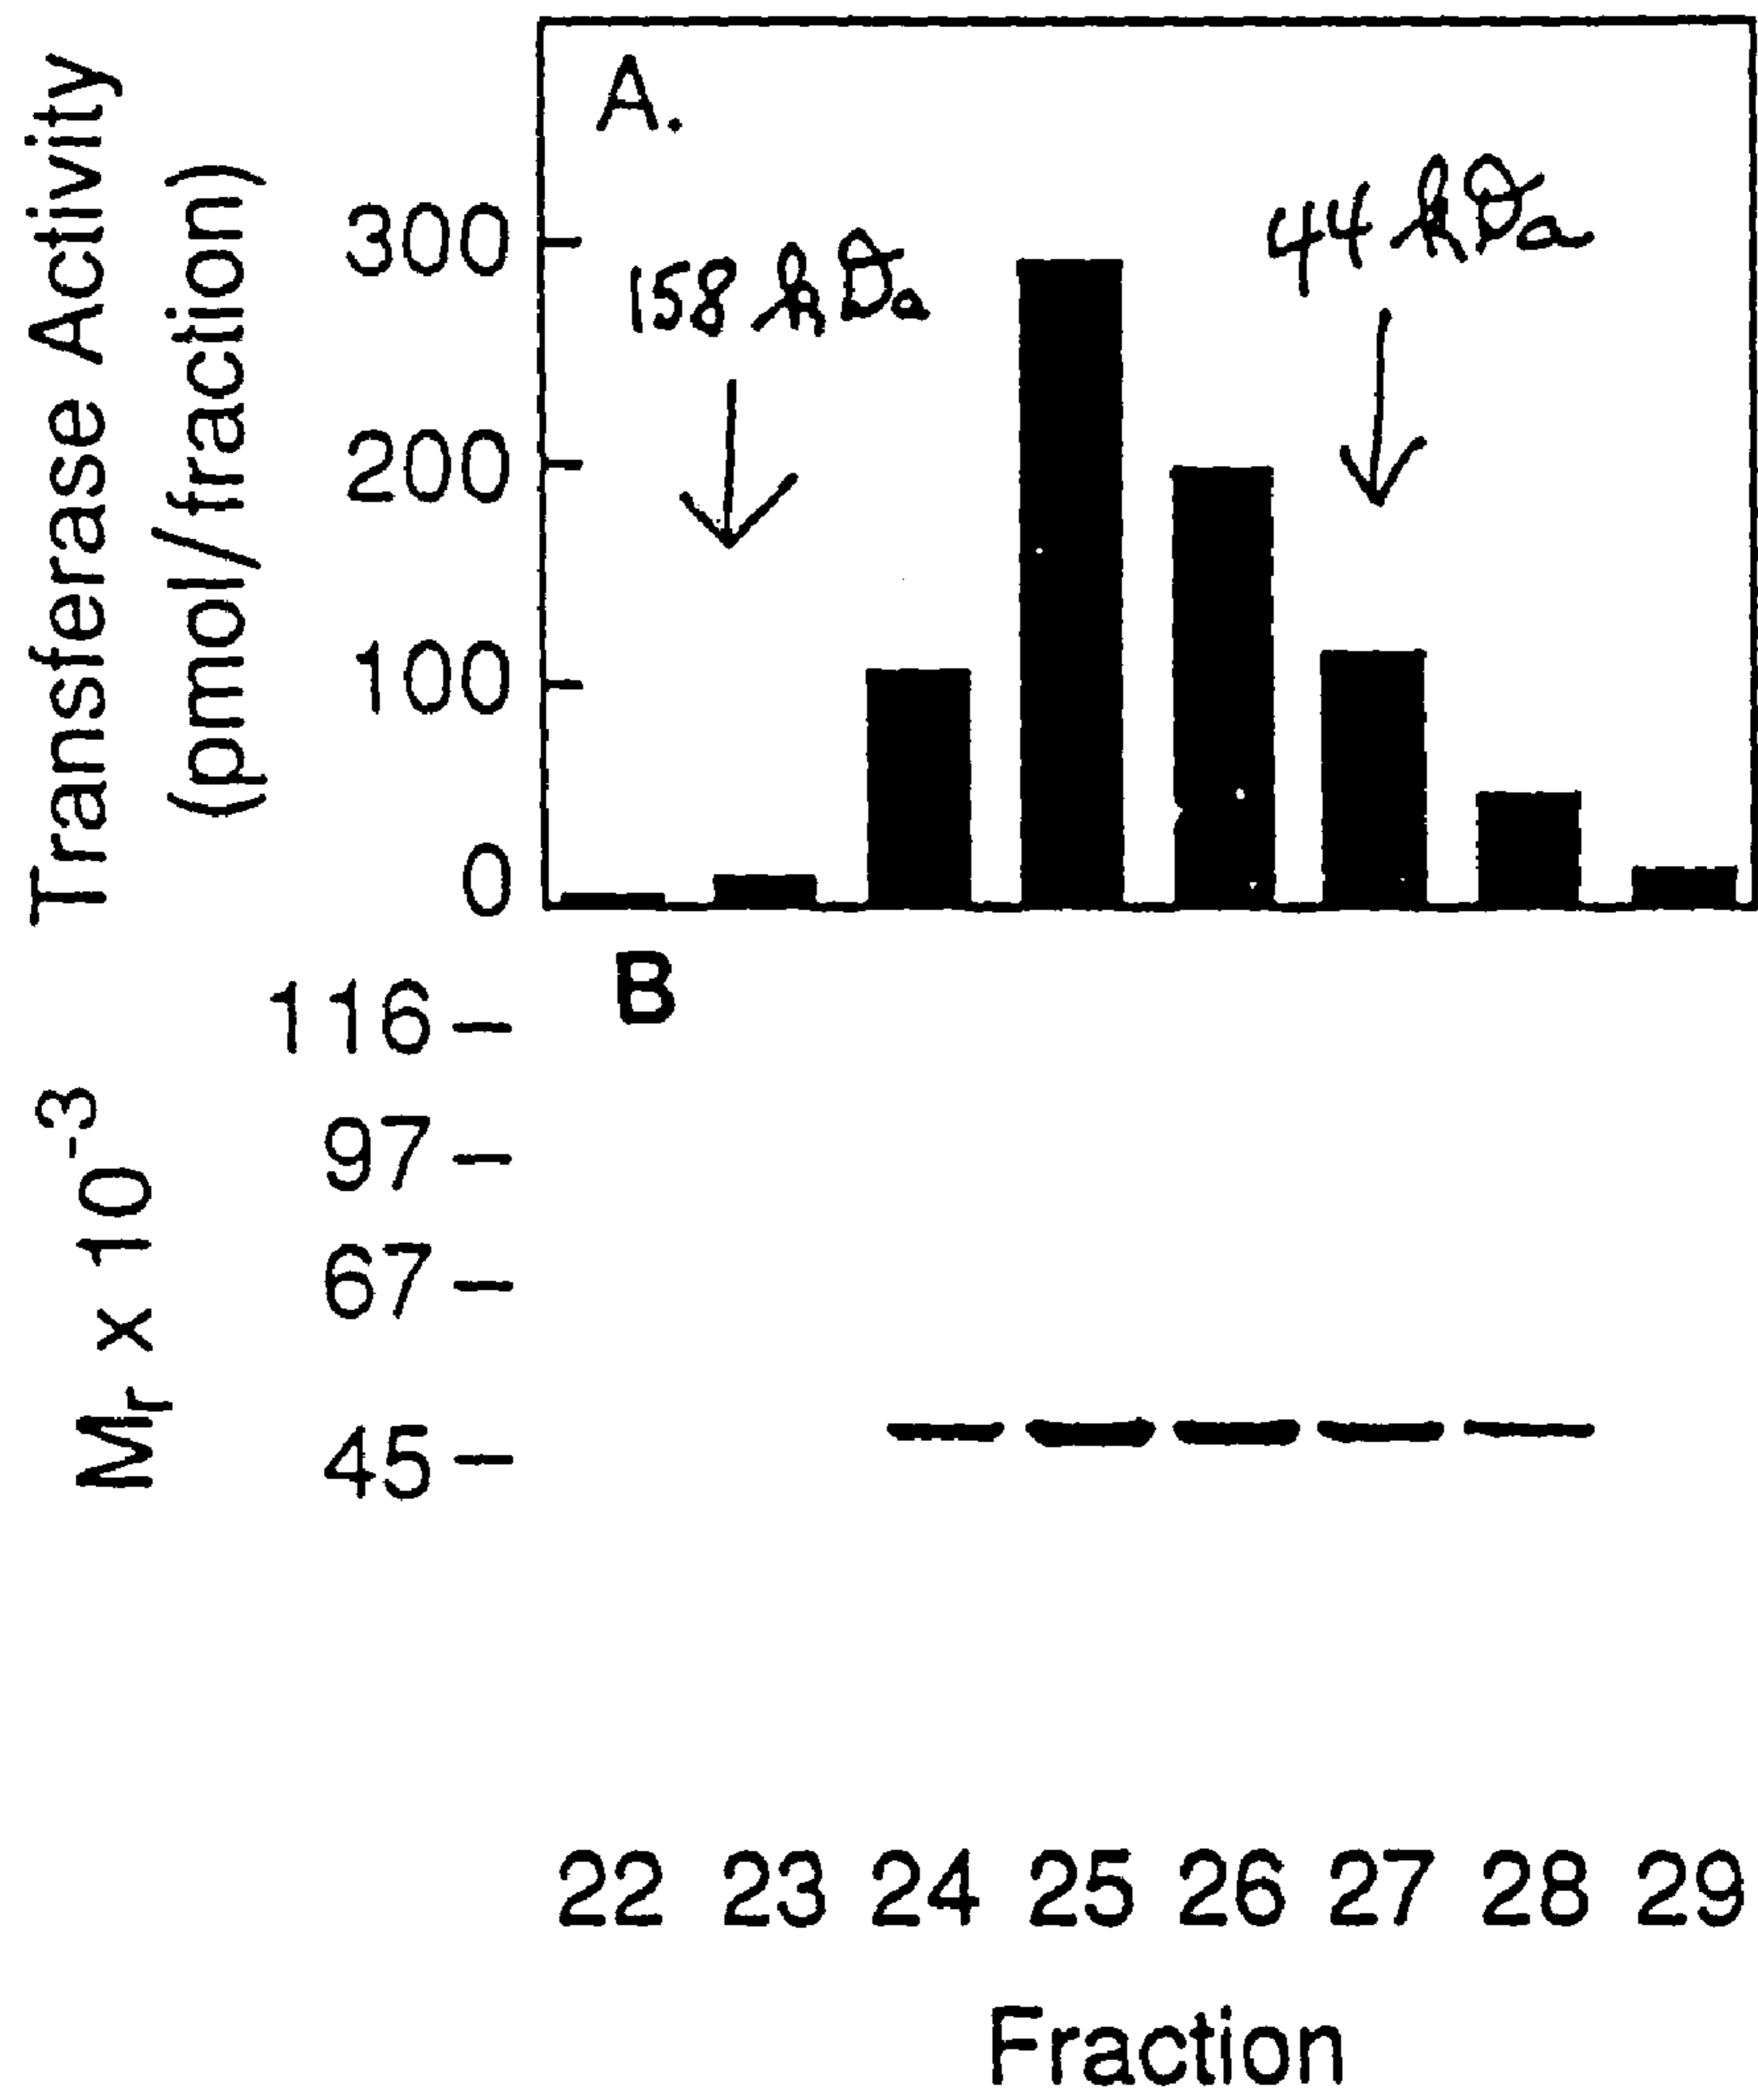 A.
Transferase Activity
(pmol/fraction)
300
200
100
0
158 kDa
44 kDa
B
Mr x 10-3
116
97
67
45
22 23 24 25 26 27 28 29
Fraction